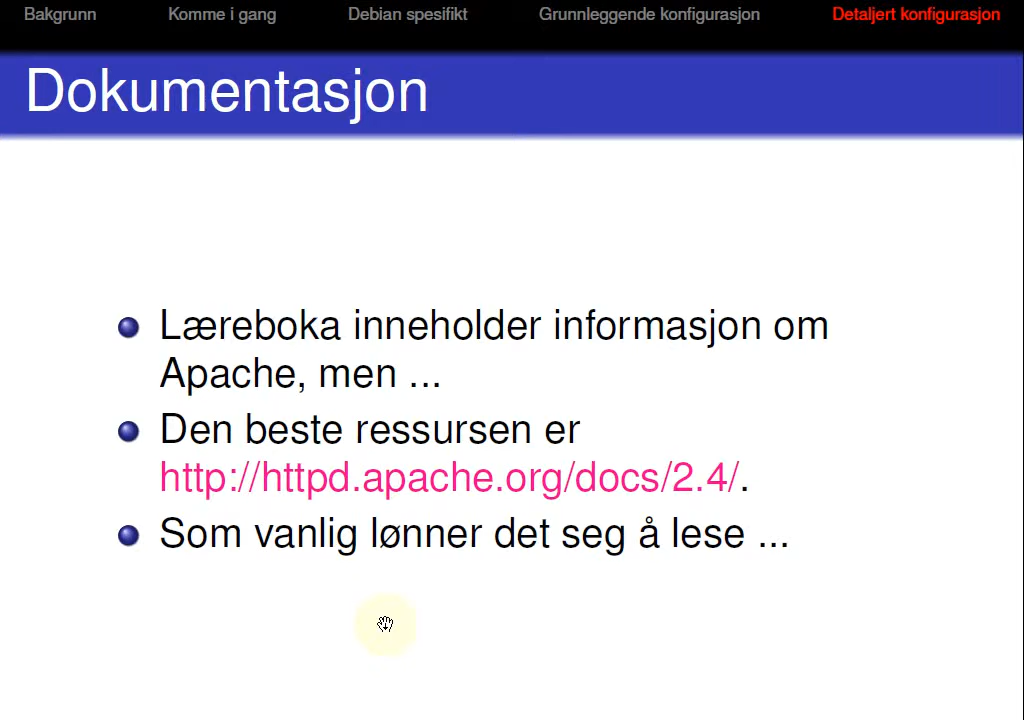 Bakgrunn Komme i gang Debian spesifikt Grunnleggende konfigurasjon Detaljert konfigurasjon
Dokumentasjon
Læreboka inneholder informasjon om
Apache, men ...
Den beste ressursen er
http://httpd.apache.org/docs/2.4/.
Som vanlig lønner det seg å lese ...